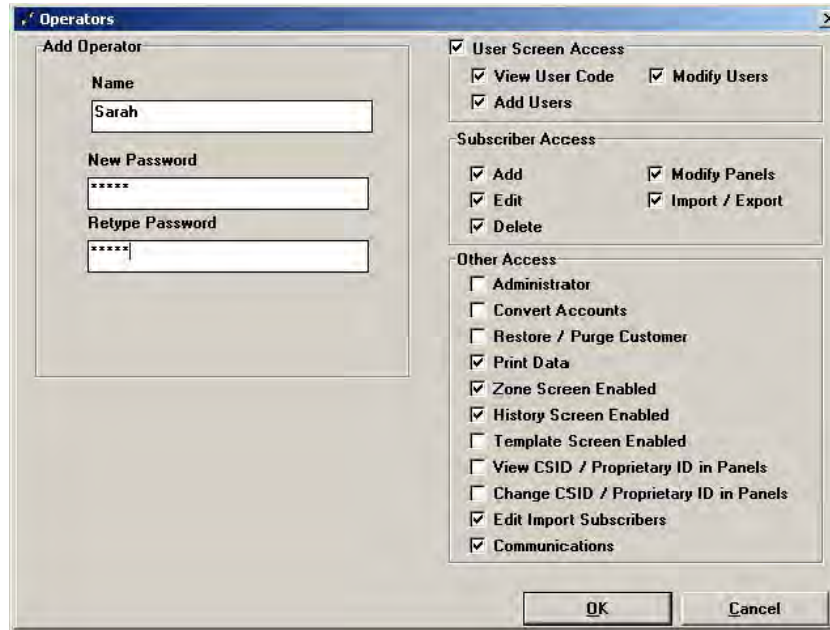 Operators
Add Operator
Name
Sarah
New Password
*****
Retype Password
*****
User Screen Access
View User Code Modify Users
Add Users
Subscriber Access
Add Modify Panels
Edit Import / Export
Delete
Other Access
Administrator
Convert Accounts
Restore / Purge Customer
Print Data
Zone Screen Enabled
History Screen Enabled
Template Screen Enabled
View CSID / Proprietary ID in Panels
Change CSID / Proprietary ID in Panels
Edit Import Subscribers
Communications
OK Cancel